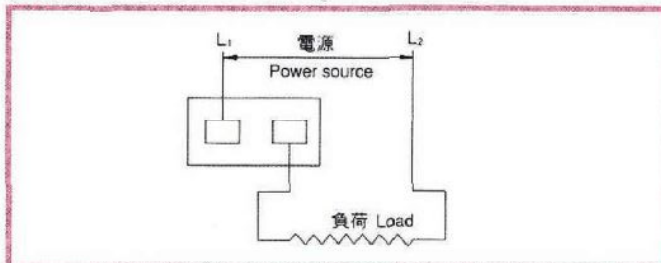 L₁ 電源 L₂
Power source
負荷 Load